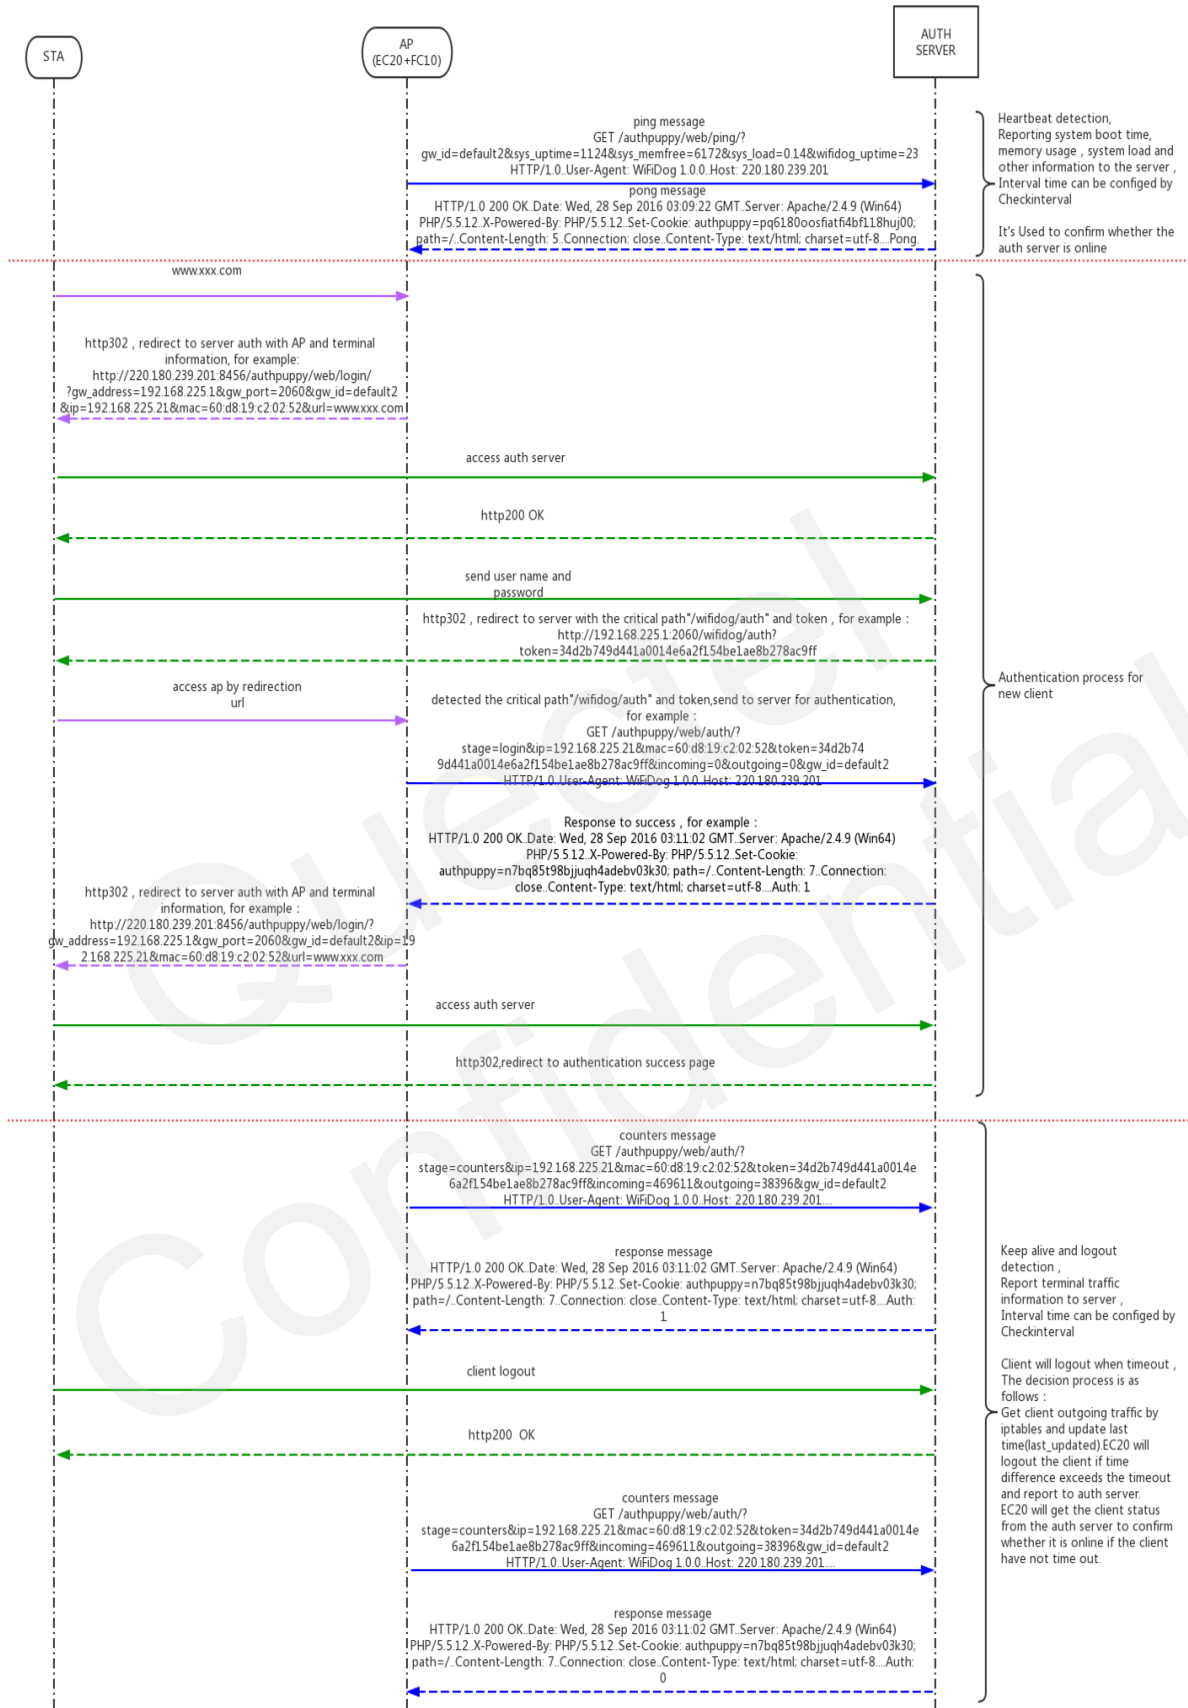 STA
AP
(EC20+FC10)
AUTH
SERVER
ping message
GET /authpuppy/web/ping/?
gw_id=default2&sys_uptime=1124&sys_memfree=6172&sys_load=0.14&wifidog_uptime=23
HTTP/1.0..User-Agent: WiFiDog 1.0.0..Host: 220.180.239.201
pong message
HTTP/1.0 200 OK..Date: Wed, 28 Sep 2016 03:09:22 GMT..Server: Apache/2.4.9 (Win64)
PHP/5.5.12..X-Powered-By: PHP/5.5.12..Set-Cookie: authpuppy=pq6180oosfiatfi4bf118huj00;
path=/..Content-Length: 5..Connection: close..Content-Type: text/html; charset=utf-8....Pong.
Heartbeat detection,
Reporting system boot time,
memory usage , system load and
other information to the server ,
Interval time can be configed by
Checkinterval
It's Used to confirm whether the
auth server is online
www.xxx.com
http302 , redirect to server auth with AP and terminal
information, for example:
http://220.180.239.201:8456/authpuppy/web/login/
?gw_address=192.168.225.1&gw_port=2060&gw_id=default2
&ip=192.168.225.21&mac=60:d8:19:c2:02:52&url=www.xxx.com
access auth server
http200 OK
send user name and
password
http302 , redirect to server with the critical path"/wifidog/auth" and token , for example :
http://192.168.225.1:2060/wifidog/auth?
token=34d2b749d441a0014e6a2f154be1ae8b278ac9ff
access ap by redirection
url
detected the critical path"/wifidog/auth" and token,send to server for authentication,
for example :
GET /authpuppy/web/auth/?
stage=login&ip=192.168.225.21&mac=60:d8:19:c2:02:52&token=34d2b74
9d441a0014e6a2f154be1ae8b278ac9ff&incoming=0&outgoing=0&gw_id=default2
HTTP/1.0..User-Agent: WiFiDog 1.0.0..Host: 220.180.239.201
Authentication process for
new client
Response to success , for example :
HTTP/1.0 200 OK..Date: Wed, 28 Sep 2016 03:11:02 GMT..Server: Apache/2.4.9 (Win64)
PHP/5.5.12..X-Powered-By: PHP/5.5.12..Set-Cookie:
authpuppy=n7bq85t98bjjuqh4adebv03k30; path=/..Content-Length: 7..Connection:
close..Content-Type: text/html; charset=utf-8....Auth: 1
http302 , redirect to server auth with AP and terminal
information, for example :
http://220.180.239.201:8456/authpuppy/web/login/?
gw_address=192.168.225.1&gw_port=2060&gw_id=default2&ip=19
2.168.225.21&mac=60:d8:19:c2:02:52&url=www.xxx.com
access auth server
http302,redirect to authentication success page
counters message
GET /authpuppy/web/auth/?
stage=counters&ip=192.168.225.21&mac=60:d8:19:c2:02:52&token=34d2b749d441a0014e
6a2f154be1ae8b278ac9ff&incoming=469611&outgoing=38396&gw_id=default2
HTTP/1.0..User-Agent: WiFiDog 1.0.0..Host: 220.180.239.201....
response message
HTTP/1.0 200 OK..Date: Wed, 28 Sep 2016 03:11:02 GMT..Server: Apache/2.4.9 (Win64)
PHP/5.5.12..X-Powered-By: PHP/5.5.12..Set-Cookie: authpuppy=n7bq85t98bjjuqh4adebv03k30;
path=/..Content-Length: 7..Connection: close..Content-Type: text/html; charset=utf-8....Auth:
1
client logout
http200 OK
counters message
GET /authpuppy/web/auth/?
stage=counters&ip=192.168.225.21&mac=60:d8:19:c2:02:52&token=34d2b749d441a0014e
6a2f154be1ae8b278ac9ff&incoming=469611&outgoing=38396&gw_id=default2
HTTP/1.0..User-Agent: WiFiDog 1.0.0..Host: 220.180.239.201....
response message
HTTP/1.0 200 OK..Date: Wed, 28 Sep 2016 03:11:02 GMT..Server: Apache/2.4.9 (Win64)
PHP/5.5.12..X-Powered-By: PHP/5.5.12..Set-Cookie: authpuppy=n7bq85t98bjjuqh4adebv03k30;
path=/..Content-Length: 7..Connection: close..Content-Type: text/html; charset=utf-8....Auth:
0
Keep alive and logout
detection ,
Report terminal traffic
information to server ,
Interval time can be configed by
Checkinterval
Client will logout when timeout ,
The decision process is as
follows :
Get client outgoing traffic by
iptables and update last
time(last_updated).EC20 will
logout the client if time
difference exceeds the timeout
and report to auth server.
EC20 will get the client status
from the auth server to confirm
whether it is online if the client
have not time out.
Quectel
Confidential